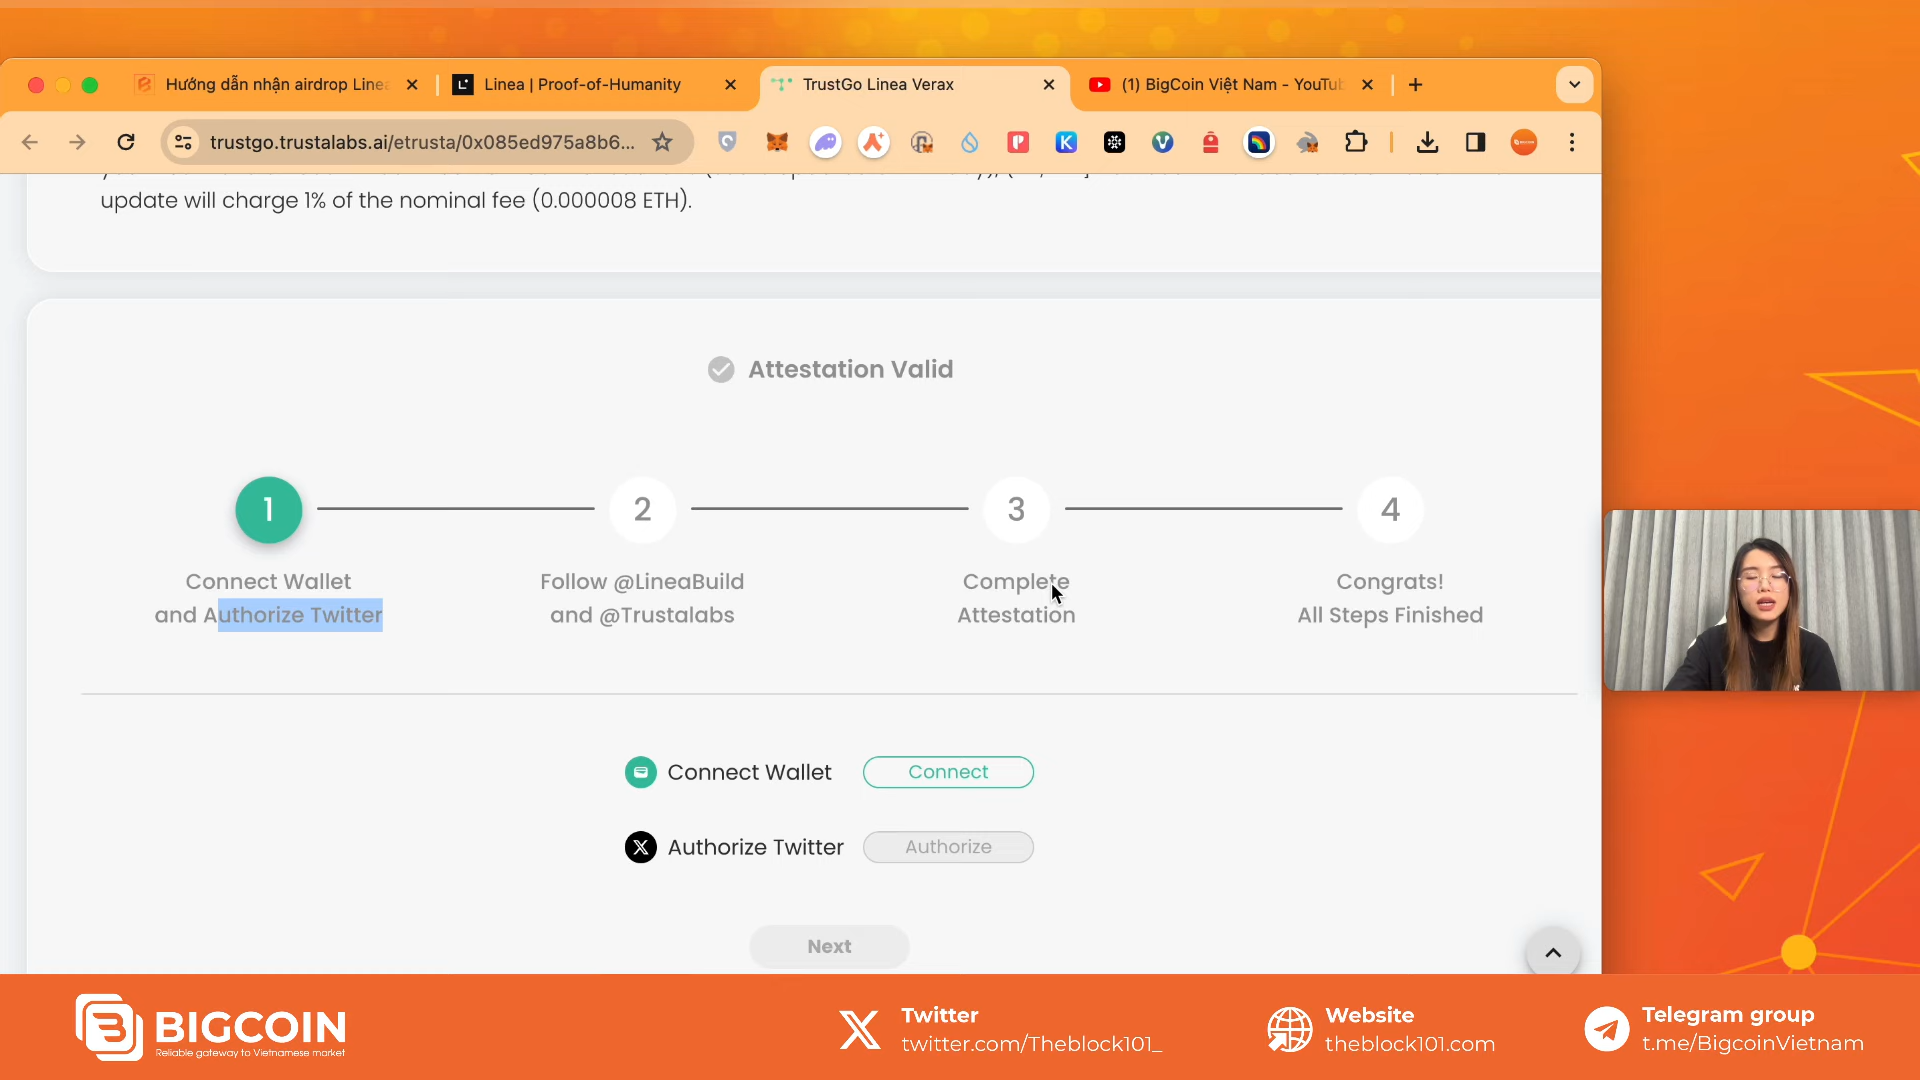 Hướng dẫn nhận airdrop Line
Linea | Proof-of-Humanity
TrustGo Linea Verax
(1) BigCoin Việt Nam - YouTub
trustgo.trustalabs.ai/etrusta/0x085ed975a8b6...
update will charge 1% of the nominal fee (0.000008 ETH).
Attestation Valid
1
2
3
4
Connect Wallet
and Authorize Twitter
Follow @LineaBuild
and @Trustalabs
Complete
Attestation
Congrats!
All Steps Finished
Connect Wallet
Connect
Authorize Twitter
Authorize
Next
BIGCOIN
Reliable gateway to Vietnamese market
Twitter
twitter.com/Theblock101_
Website
theblock101.com
Telegram group
t.me/BigcoinVietnam